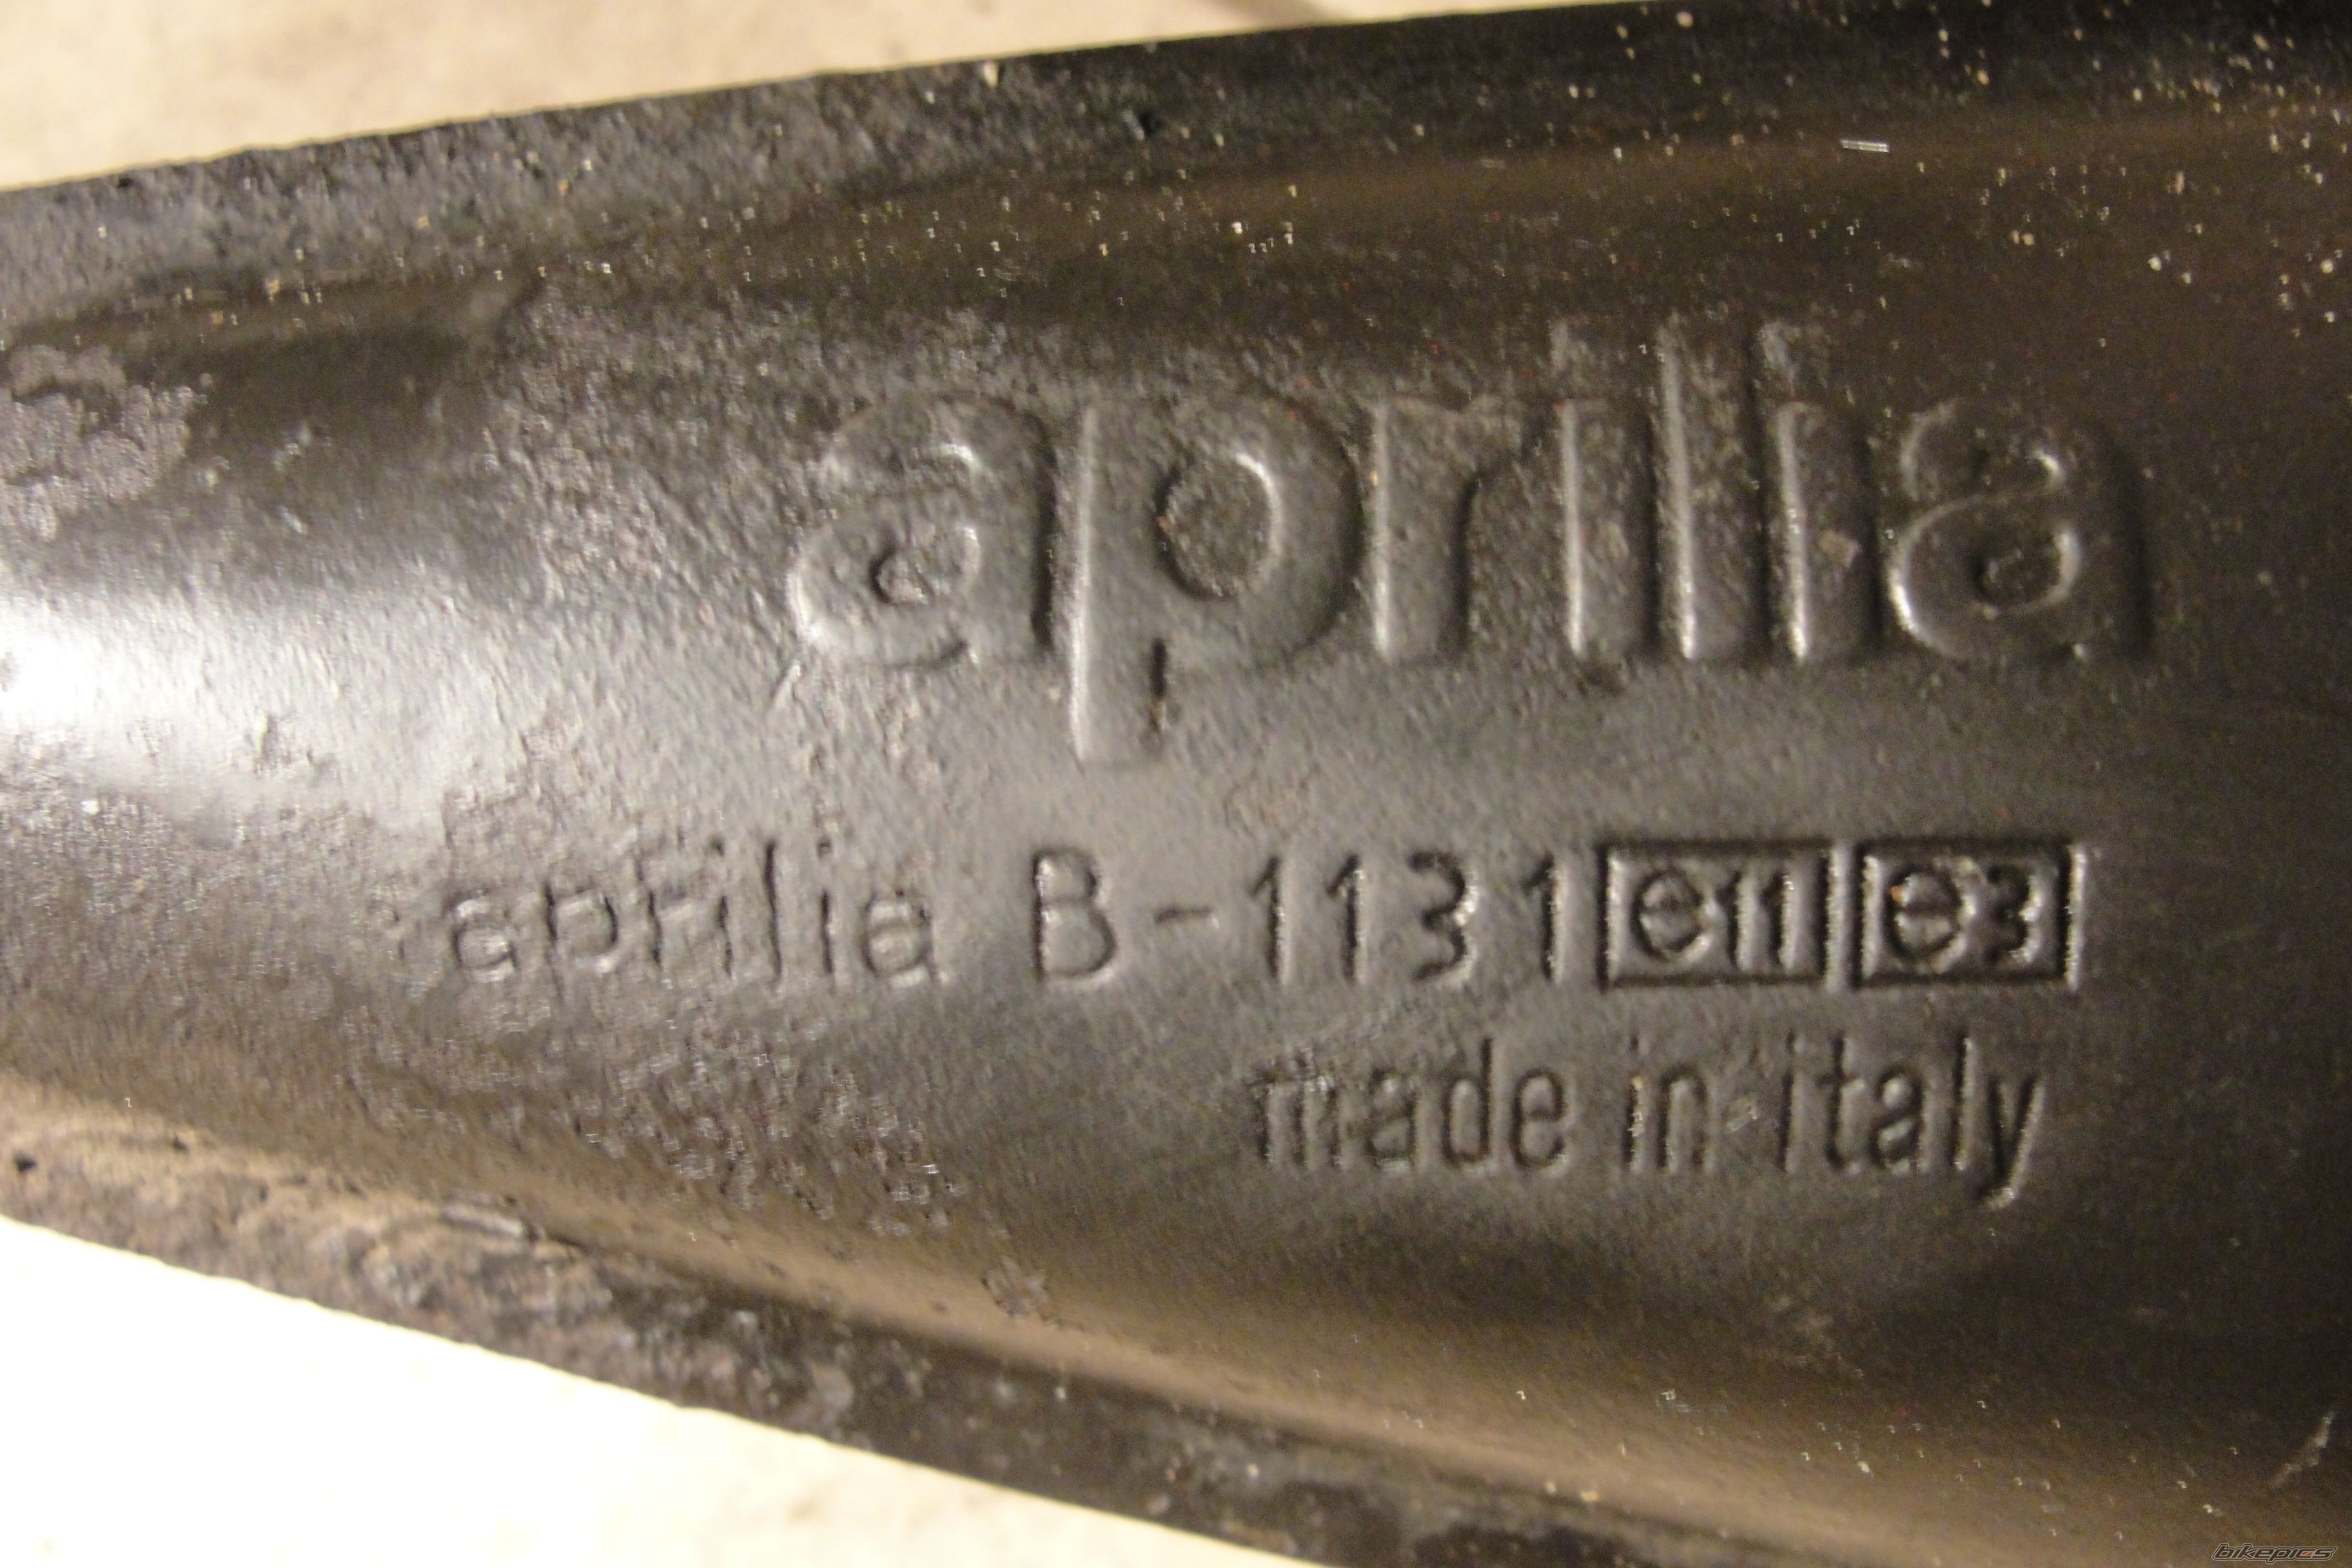 aprilia
aprilia B-1131 e11 e3
made in italy
bikepics